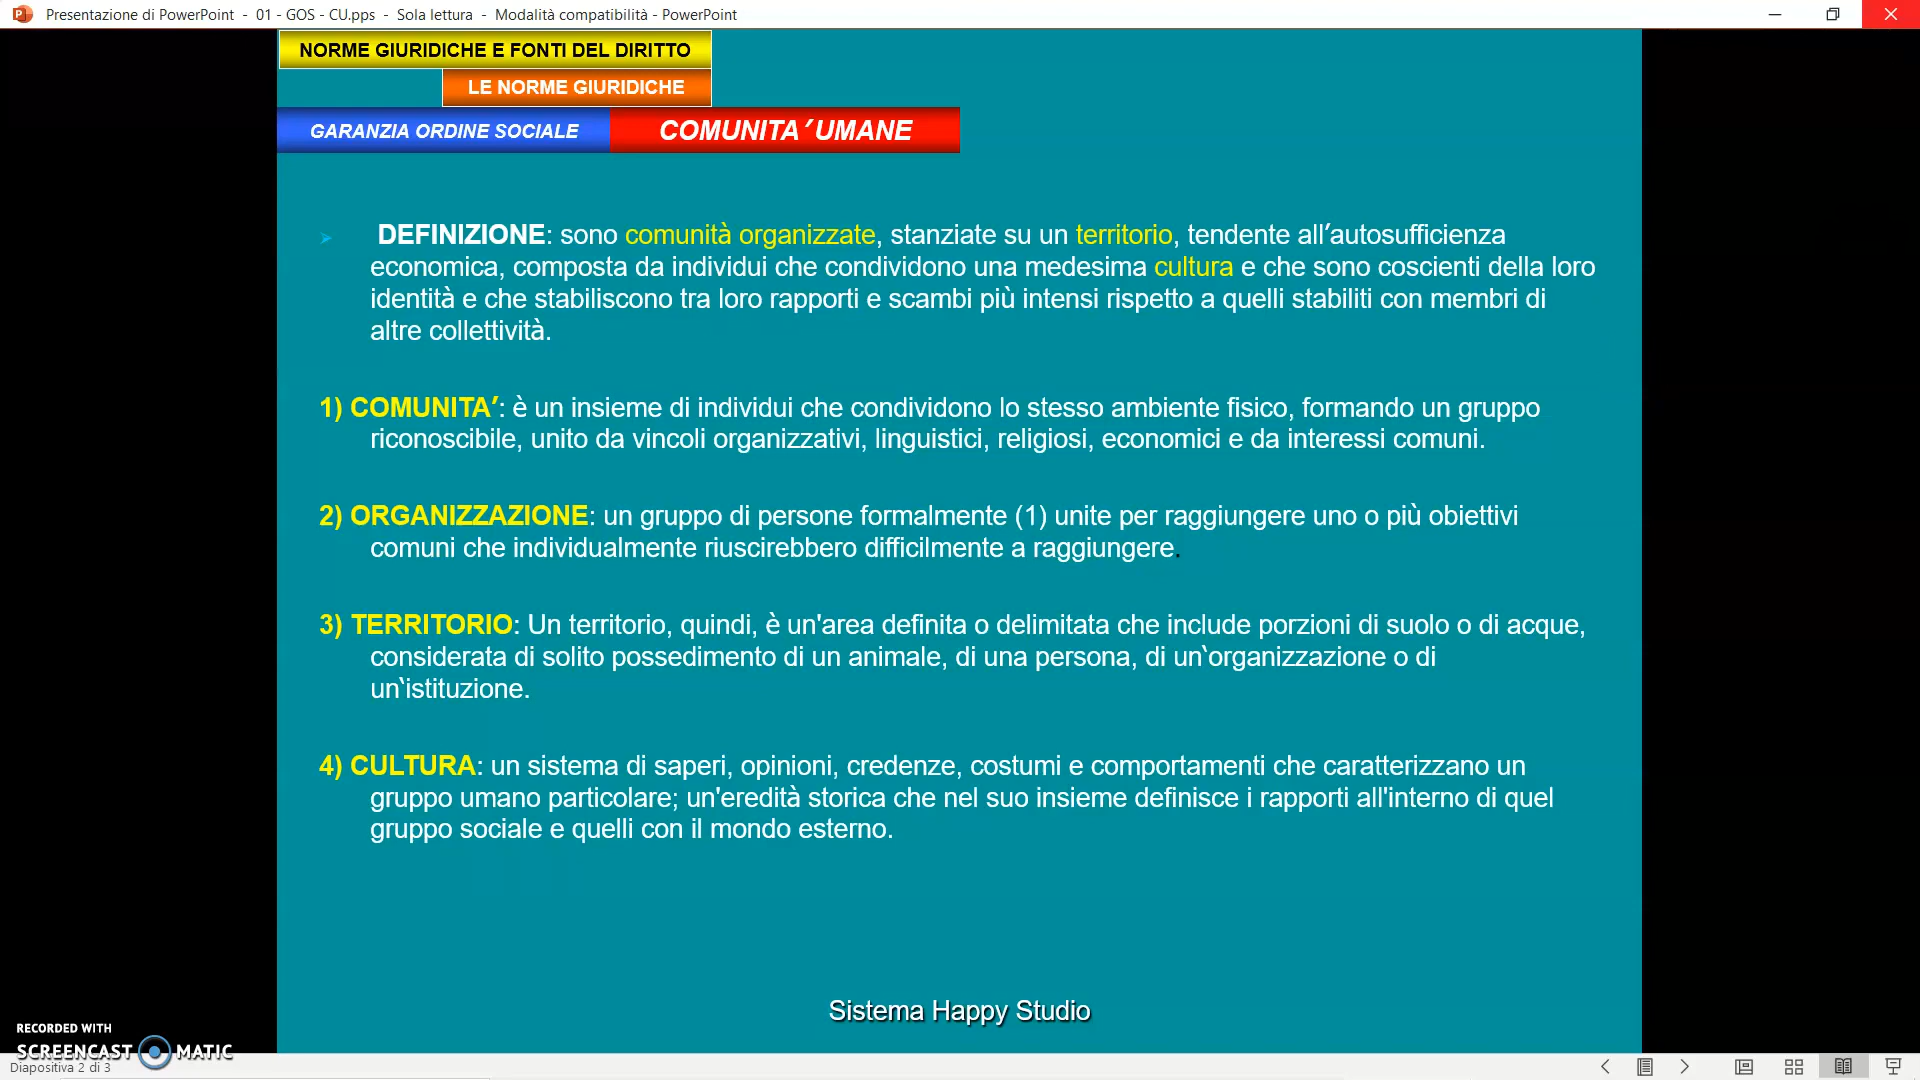 Presentazione di PowerPoint - 01 - GOS - CU.pps - Sola lettura - Modalità compatibilità - PowerPoint
NORME GIURIDICHE E FONTI DEL DIRITTO
LE NORME GIURIDICHE
GARANZIA ORDINE SOCIALE
COMUNITA’ UMANE
DEFINIZIONE: sono comunità organizzate, stanziate su un territorio, tendente all’autosufficienza
economica, composta da individui che condividono una medesima cultura e che sono coscienti della loro
identità e che stabiliscono tra loro rapporti e scambi più intensi rispetto a quelli stabiliti con membri di
altre collettività.
1) COMUNITA’: è un insieme di individui che condividono lo stesso ambiente fisico, formando un gruppo
riconoscibile, unito da vincoli organizzativi, linguistici, religiosi, economici e da interessi comuni.
2) ORGANIZZAZIONE: un gruppo di persone formalmente (1) unite per raggiungere uno o più obiettivi
comuni che individualmente riuscirebbero difficilmente a raggiungere.
3) TERRITORIO: Un territorio, quindi, è un'area definita o delimitata che include porzioni di suolo o di acque,
considerata di solito possedimento di un animale, di una persona, di un‛organizzazione o di
un‛istituzione.
4) CULTURA: un sistema di saperi, opinioni, credenze, costumi e comportamenti che caratterizzano un
gruppo umano particolare; un'eredità storica che nel suo insieme definisce i rapporti all'interno di quel
gruppo sociale e quelli con il mondo esterno.
Sistema Happy Studio
RECORDED WITH
SCREENCAST MATIC
Diapositiva 2 di 3